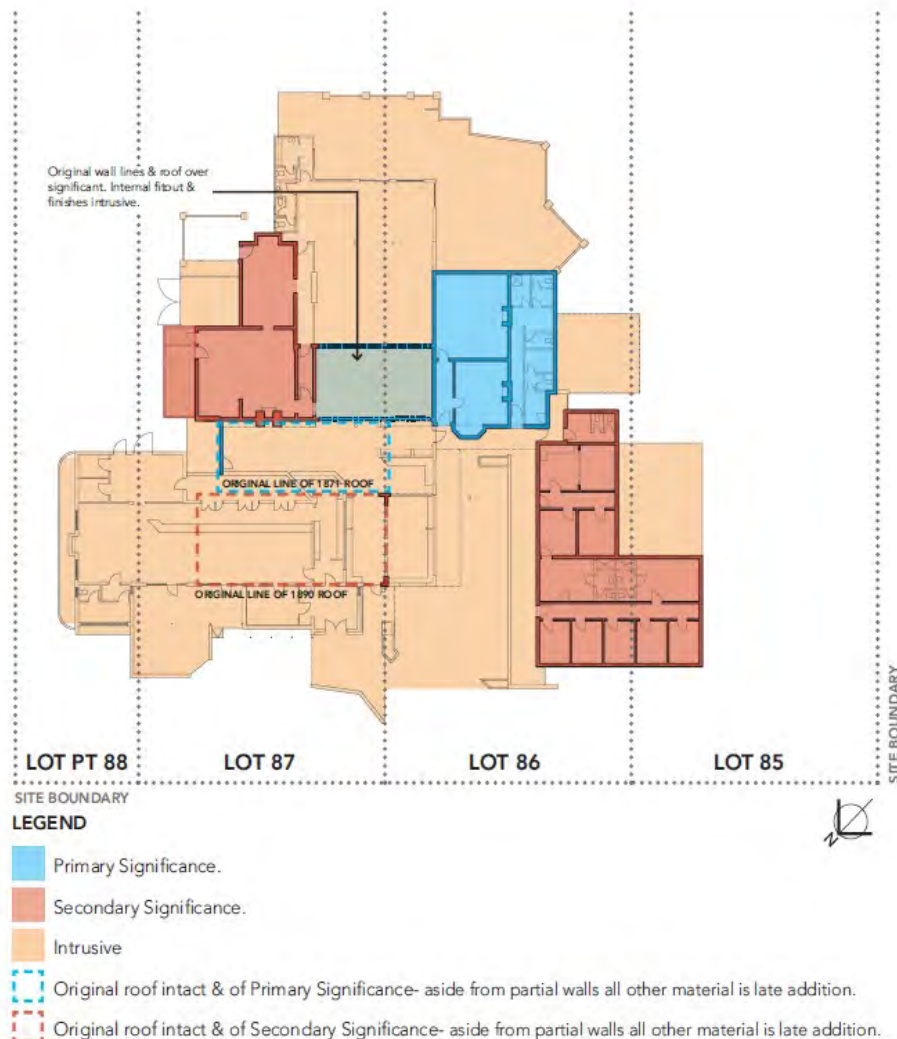 Original wall lines & roof over
significant. Internal fitout &
finishes intrusive.
ORIGINAL LINE OF 1871 ROOF
ORIGINAL LINE OF 1890 ROOF
LOT PT 88
LOT 87
LOT 86
LOT 85
SITE BOUNDARY
SITE BOUNDARY
LEGEND
N
Primary Significance.
Secondary Significance.
Intrusive
Original roof intact & of Primary Significance- aside from partial walls all other material is late addition.
Original roof intact & of Secondary Significance- aside from partial walls all other material is late addition.